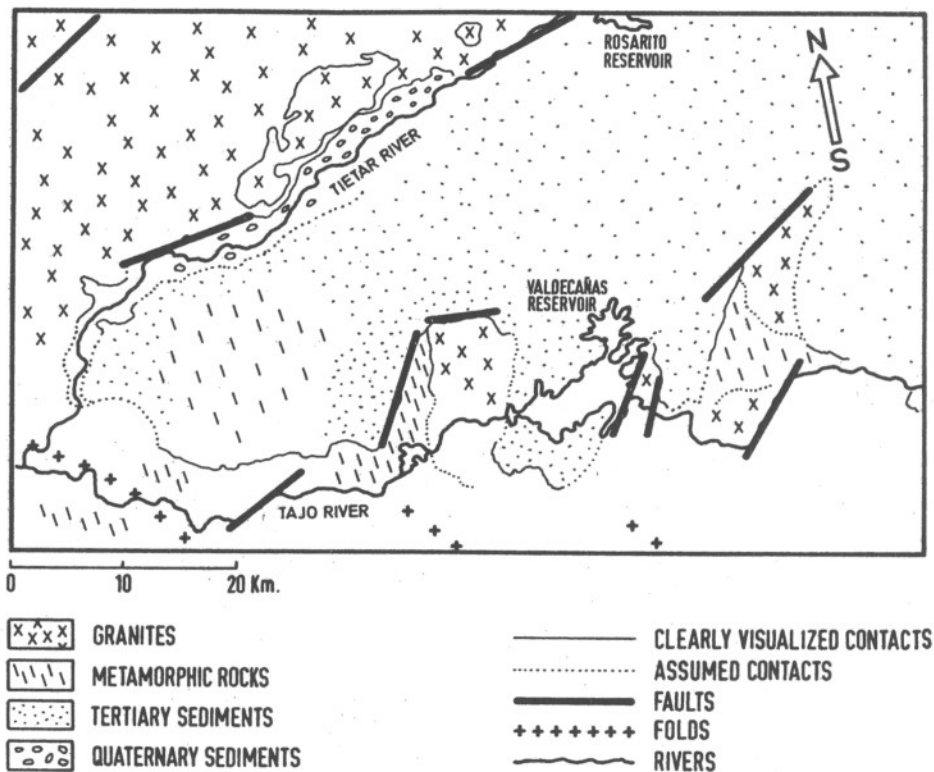 ROSARITO
RESERVOIR
N
S
TIETAR RIVER
VALDECAÑAS
RESERVOIR
TAJO RIVER
0 10 20 Km.
GRANITES
METAMORPHIC ROCKS
TERTIARY SEDIMENTS
QUATERNARY SEDIMENTS
CLEARLY VISUALIZED CONTACTS
ASSUMED CONTACTS
FAULTS
FOLDS
RIVERS